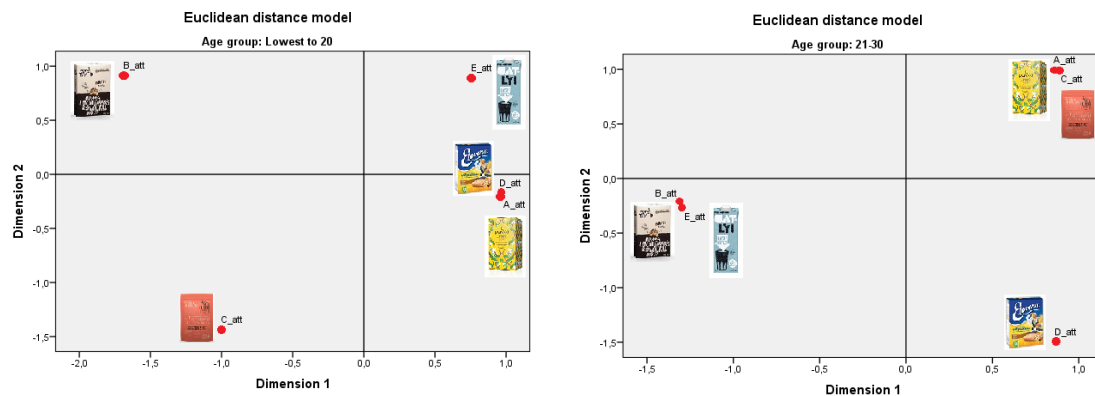 Euclidean distance model
Age group: Lowest to 20
1,0
0,5
0,0
-0,5
-1,0
-1,5
-2,0 -1,5 -1,0 -0,5 0,0 0,5 1,0
Dimension 2
Dimension 1
B_att
E_att
D_att
A_att
C_att
Euclidean distance model
Age group: 21-30
1,0
0,5
0,0
-0,5
-1,0
-1,5
-1,5 -1,0 -0,5 0,0 0,5 1,0
Dimension 2
Dimension 1
A_att
C_att
B_att
E_att
D_att